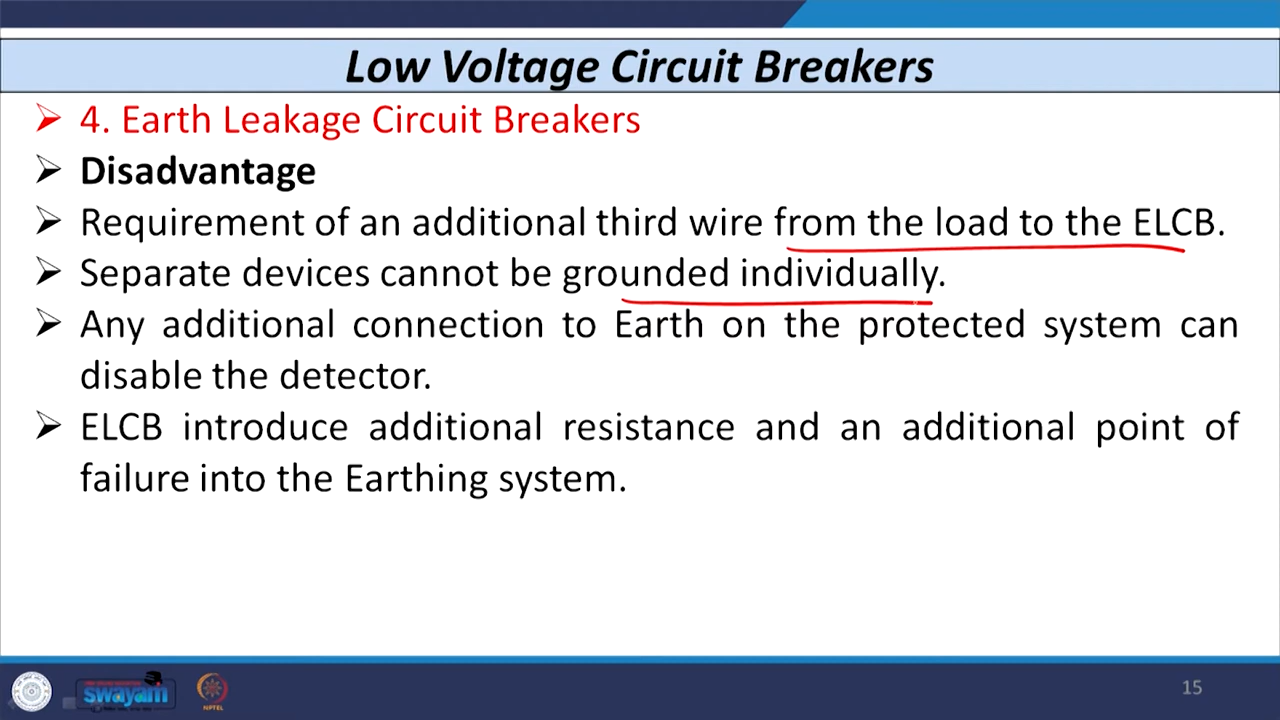 Low Voltage Circuit Breakers
4. Earth Leakage Circuit Breakers
Disadvantage
Requirement of an additional third wire from the load to the ELCB.
Separate devices cannot be grounded individually.
Any additional connection to Earth on the protected system can
disable the detector.
ELCB introduce additional resistance and an additional point of
failure into the Earthing system.
swayam
NPTEL
15